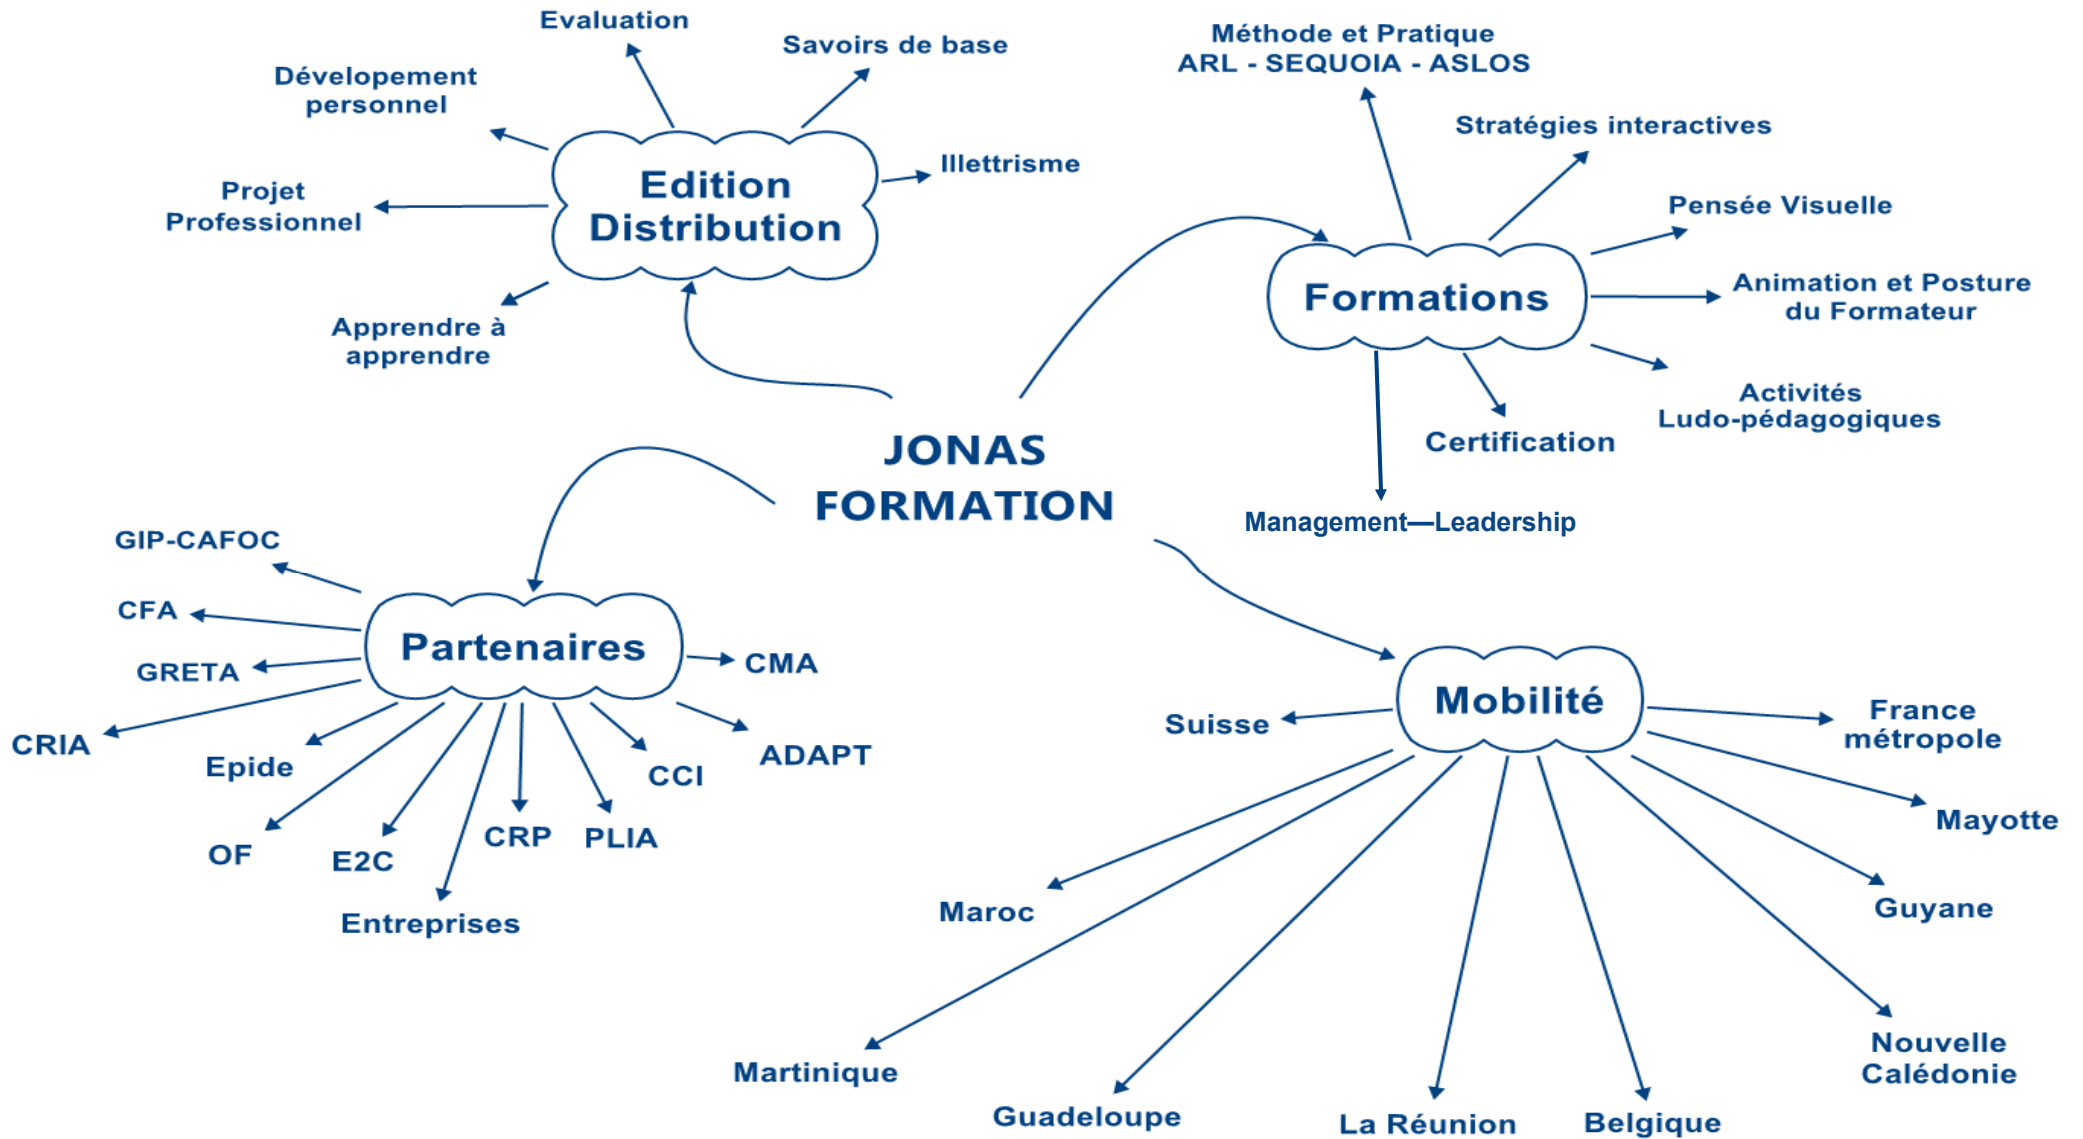 Evaluation
Savoirs de base
Dévelopement
personnel
Illettrisme
Projet
Professionnel
Edition
Distribution
Apprendre à
apprendre
Méthode et Pratique
ARL - SEQUOIA - ASLOS
Stratégies interactives
Pensée Visuelle
Formations
Animation et Posture
du Formateur
Activités
Ludo-pédagogiques
Certification
Management—Leadership
JONAS
FORMATION
GIP-CAFOC
CFA
GRETA
CRIA
Partenaires
CMA
ADAPT
CCI
Epide
OF
E2C
CRP
PLIA
Entreprises
Mobilité
Suisse
France
métropole
Mayotte
Maroc
Guyane
Martinique
Nouvelle
Calédonie
Guadeloupe
La Réunion
Belgique